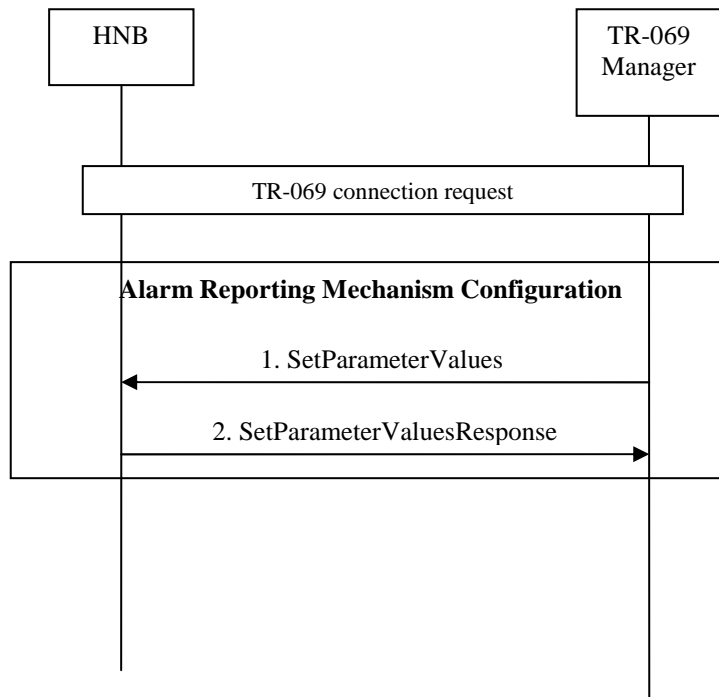 HNB
TR-069
Manager
TR-069 connection request
Alarm Reporting Mechanism Configuration
1. SetParameterValues
2. SetParameterValuesResponse